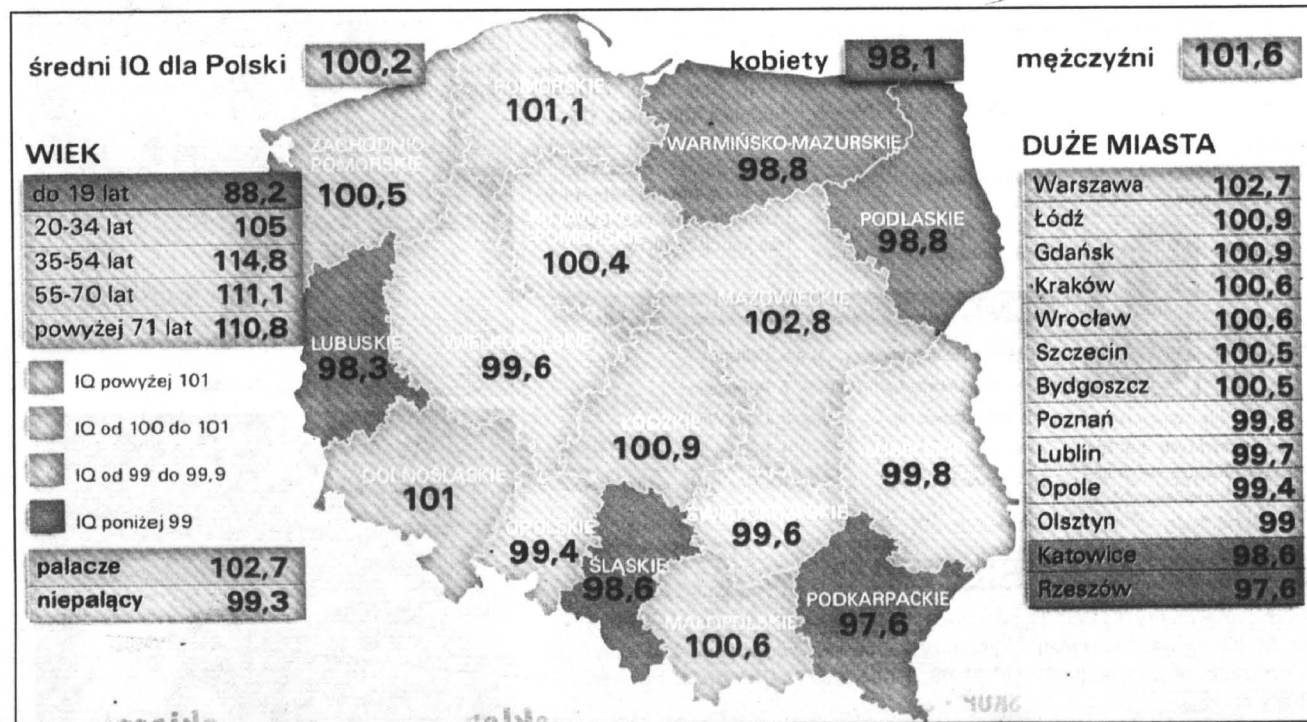 średni IQ dla Polski 100,2
kobiety 98,1
mężczyźni 101,6
WIEK
do 19 lat 88,2
20-34 lat 105
35-54 lat 114,8
55-70 lat 111,1
powyżej 71 lat 110,8
IQ powyżej 101
IQ od 100 do 101
IQ od 99 do 99,9
IQ poniżej 99
palacze 102,7
niepalący 99,3
POMORSKIE
101,1
ZACHODNIO-
POMORSKIE
100,5
WARMIŃSKO-MAZURSKIE
98,8
PODLASKIE
98,8
KUJAWSKO-
POMORSKIE
100,4
MAZOWIECKIE
102,8
LUBUSKIE
98,3
WIELKOPOLSKIE
99,6
100,9
99,8
DOLNOŚLĄSKIE
101
OPOLSKIE
99,4
ŚLĄSKIE
98,6
ŚWIĘTOKRZYSKIE
99,6
MAŁOPOLSKIE
100,6
PODKARPACKIE
97,6
DUŻE MIASTA
Warszawa 102,7
Łódź 100,9
Gdańsk 100,9
Kraków 100,6
Wrocław 100,6
Szczecin 100,5
Bydgoszcz 100,5
Poznań 99,8
Lublin 99,7
Opole 99,4
Olsztyn 99
Katowice 98,6
Rzeszów 97,6